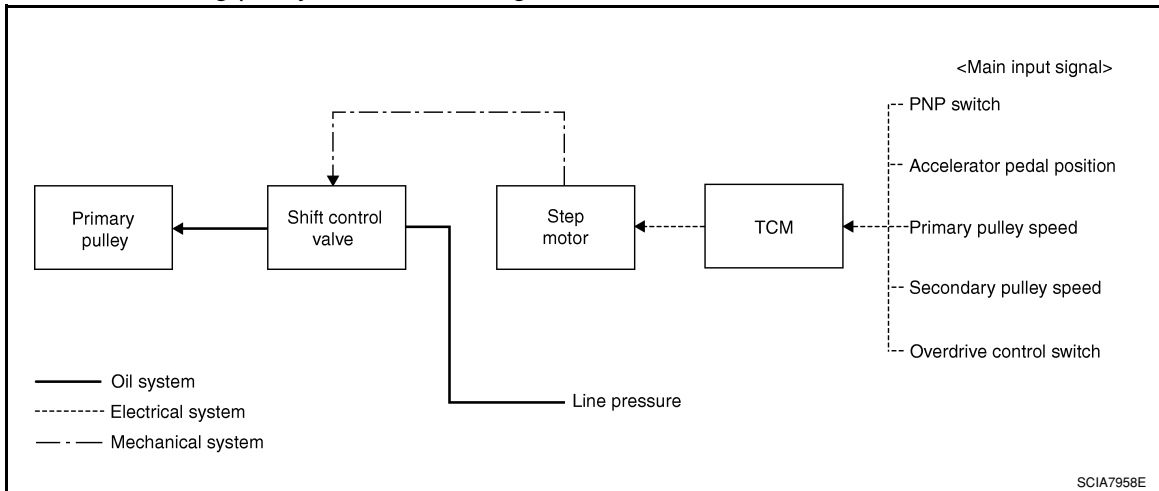 <Main input signal>
PNP switch
Accelerator pedal position
Primary
pulley
Shift control
valve
Step
motor
TCM
Primary pulley speed
Secondary pulley speed
Overdrive control switch
Oil system
Electrical system
Mechanical system
Line pressure
SCIA7958E